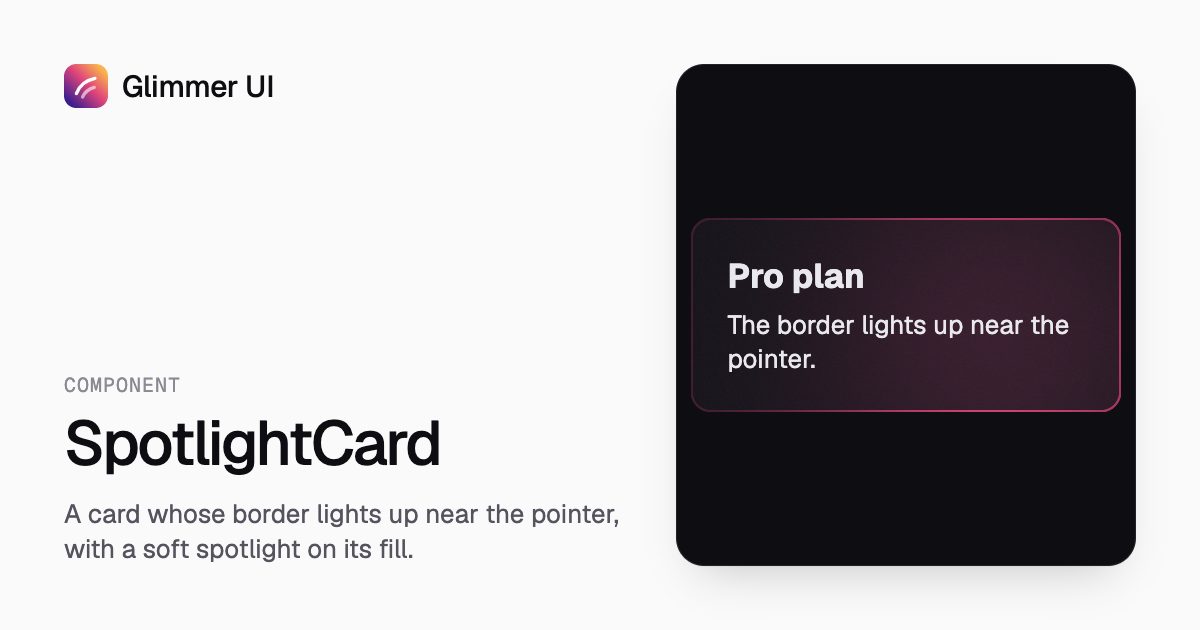 Glimmer UI
COMPONENT
SpotlightCard
A card whose border lights up near the pointer,
with a soft spotlight on its fill.
Pro plan
The border lights up near the
pointer.